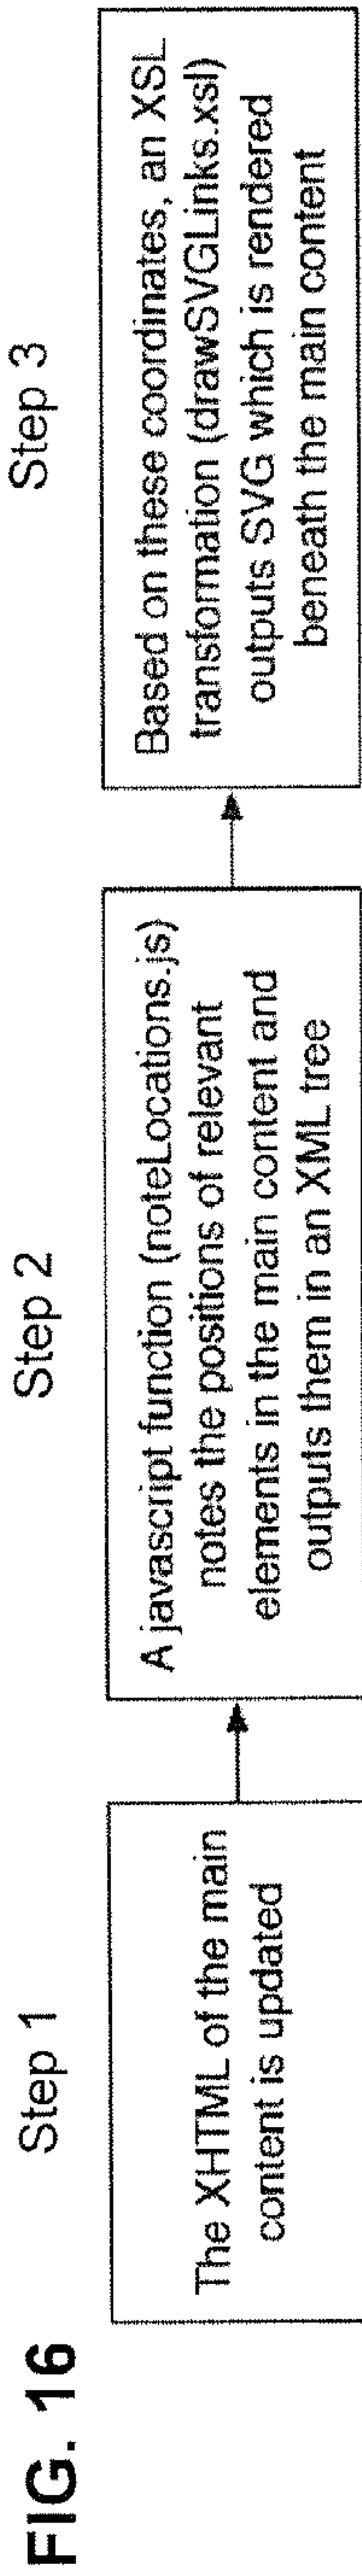 FIG. 16
Step 1
The XHTML of the main
content is updated
Step 2
A javascript function (noteLocations.js)
notes the positions of relevant
elements in the main content and
outputs them in an XML tree
Step 3
Based on these coordinates, an XSL
transformation (drawSVGLinks.xsl)
outputs SVG which is rendered
beneath the main content